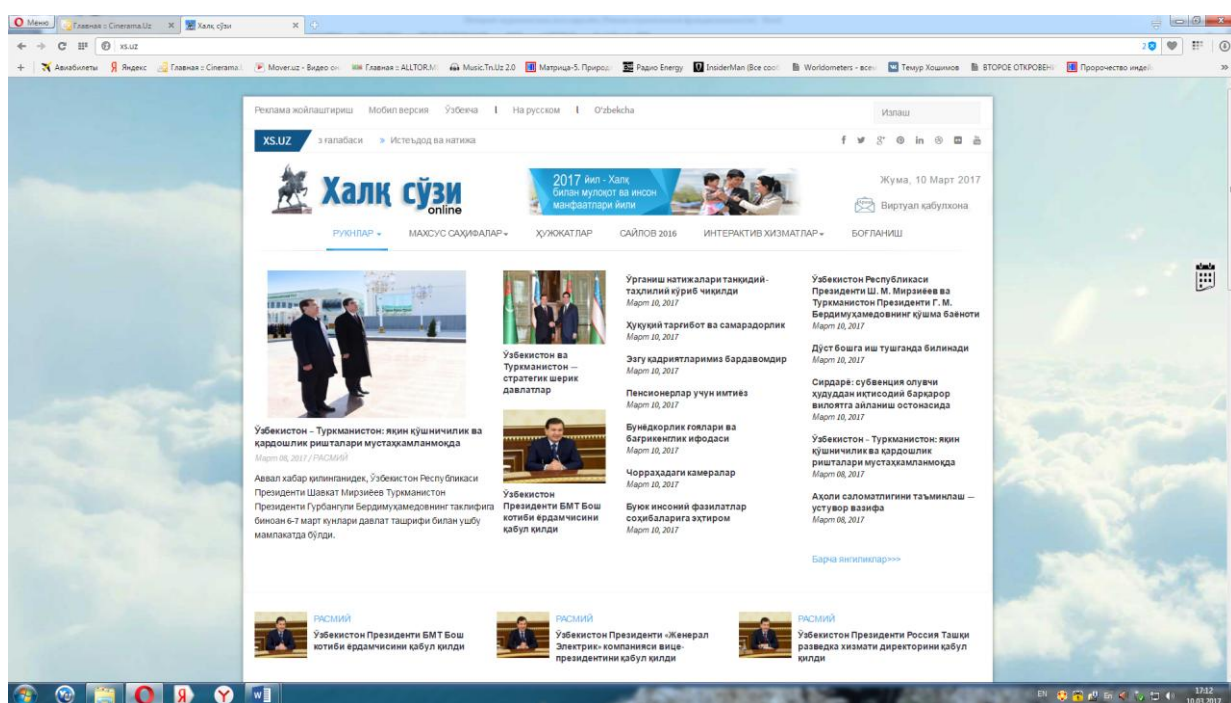 Меню
Главная :: Cinerama.Uz
Халқ сўзи
xs.uz
2
Авиабилеты
Яндекс
Главная :: Cinerama.
Mover.uz - Видео он
Главная :: ALLTOR.M
Music.Tn.Uz 2.0
Матрица-5. Природ
Радио Energy
InsiderMan (Все сооб
Worldometers - все
Темур Хошимов
ВТОРОЕ ОТКРОВЕН
Пророчество индей
Реклама жойлаштириш Мобил версия Ўзбекча I На русском I O'zbekcha
Излаш
XS.UZ з ғалабаси » Истеъдод ва натижа
Халқ сўзи
online
2017 йил - Халқ
билан мулоқот ва инсон
манфаатлари йили
Жума, 10 Март 2017
Виртуал қабулхона
РУКНЛАР МАХСУС САҲИФАЛАР ҲУЖЖАТЛАР САЙЛОВ 2016 ИНТЕРАКТИВ ХИЗМАТЛАР БОҒЛАНИШ
Ўзбекистон – Туркманистон: яқин қўшничилик ва
қардошлик ришталари мустаҳкамланмоқда
Март 08, 2017 / РАСМИЙ
Аввал хабар қилинганидек, Ўзбекистон Республикаси
Президенти Шавкат Мирзиёев Туркманистон
Президенти Гурбангули Бердимуҳамедовнинг таклифига
биноан 6-7 март кунлари давлат ташрифи билан ушбу
мамлакатда бўлди.
Ўзбекистон ва
Туркманистон —
стратегик шерик
давлатлар
Ўзбекистон
Президенти БМТ Бош
котиби ёрдамчисини
қабул қилди
Ўрганиш натижалари танқидий-
таҳлилий кўриб чиқилди
Март 10, 2017
Ҳуқуқий тарғибот ва самарадорлик
Март 10, 2017
Эзгу қадриятларимиз бардавомдир
Март 10, 2017
Пенсионерлар учун имтиёз
Март 10, 2017
Бунёдкорлик ғоялари ва
бағрикенглик ифодаси
Март 10, 2017
Чорраҳадаги камералар
Март 10, 2017
Буюк инсоний фазилатлар
соҳибаларига эҳтиром
Март 10, 2017
Ўзбекистон Республикаси
Президенти Ш. М. Мирзиёев ва
Туркманистон Президенти Г. М.
Бердимуҳамедовнинг қўшма баёноти
Март 10, 2017
Дўст бошга иш тушганда билинади
Март 10, 2017
Сирдарё: субвенция олувчи
ҳудуддан иқтисодий барқарор
вилоятга айланиш остонасида
Март 10, 2017
Ўзбекистон – Туркманистон: яқин
қўшничилик ва қардошлик
ришталари мустаҳкамланмоқда
Март 08, 2017
Аҳоли саломатлигини таъминлаш —
устувор вазифа
Март 08, 2017
Барча янгиликлар>>>
РАСМИЙ
Ўзбекистон Президенти БМТ Бош
котиби ёрдамчисини қабул қилди
РАСМИЙ
Ўзбекистон Президенти «Женерал
Электрик» компанияси вице-
президентини қабул қилди
РАСМИЙ
Ўзбекистон Президенти Россия Ташқи
разведка хизмати директорини қабул
қилди
EN
En
17:12
10.03.2017